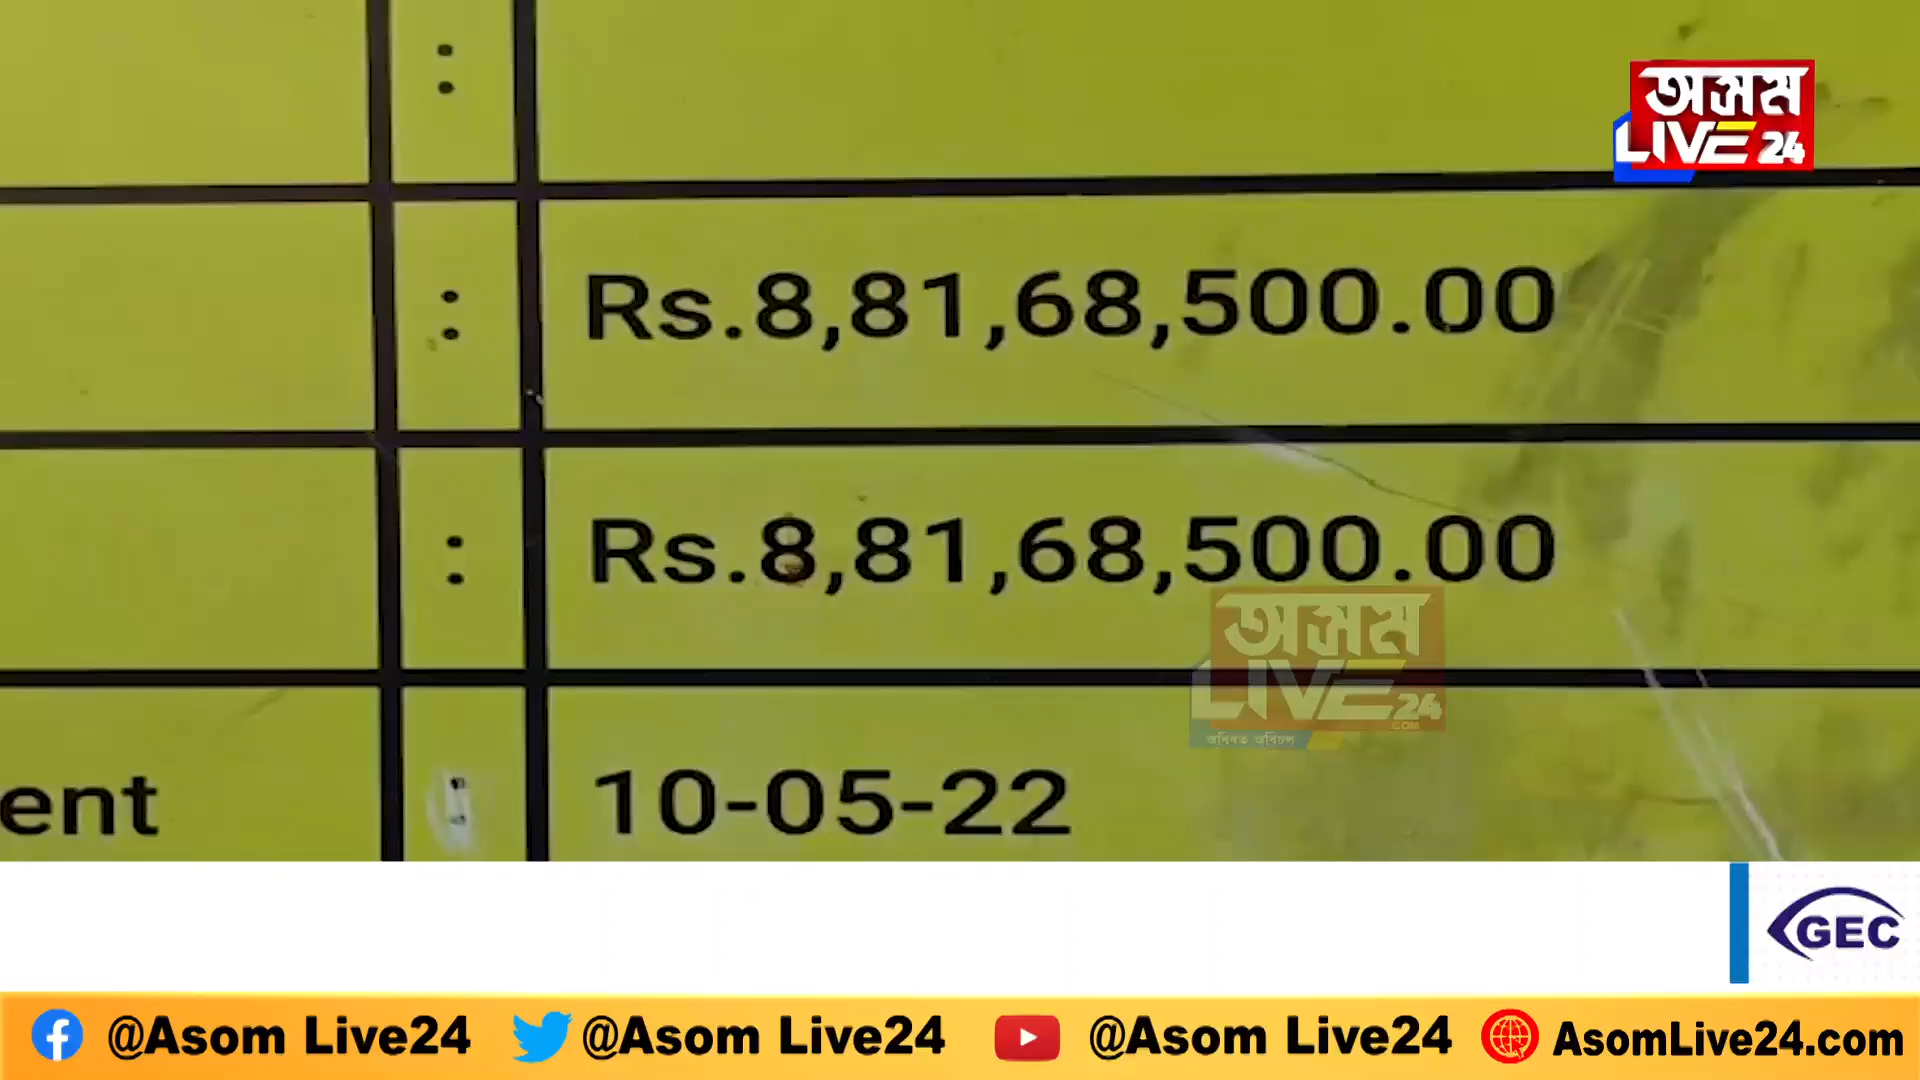 :
অসম
LIVE 24
: Rs.8,81,68,500.00
: Rs.8,81,68,500.00
অসম
LIVE 24
.COM
ent : 10-05-22
GEC
@Asom Live24 @Asom Live24 @Asom Live24 AsomLive24.com